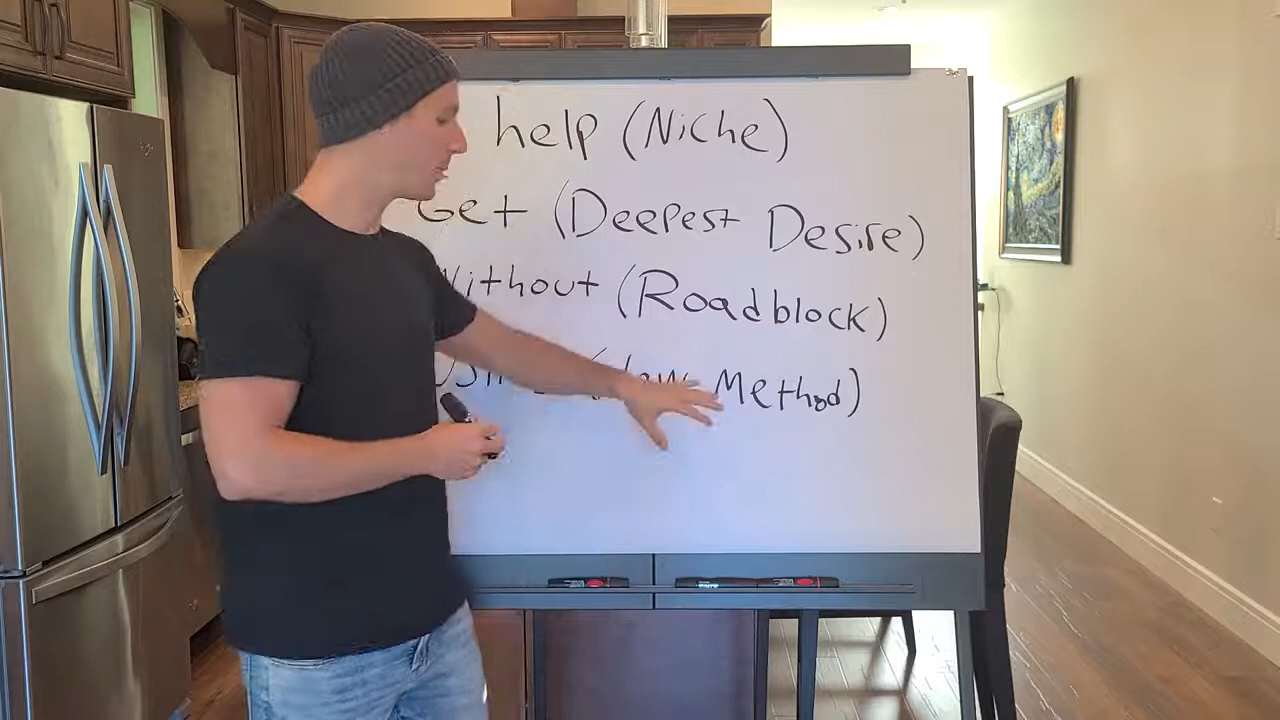 help (Niche)
Get (Deepest Desire)
Without (Roadblock)
Method)